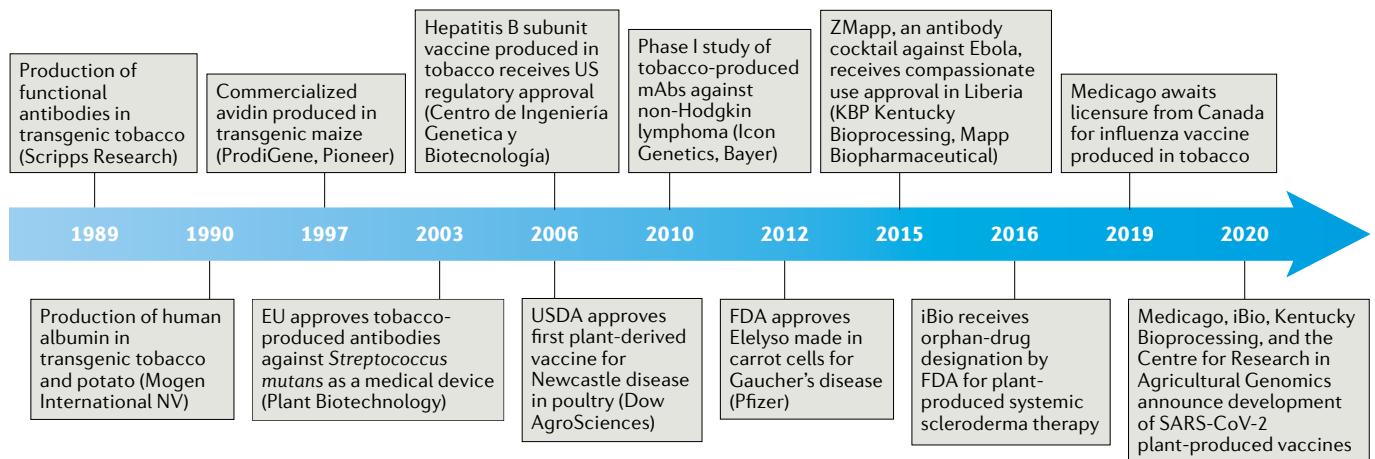 Production of
functional
antibodies in
transgenic tobacco
(Scripps Research)
Commercialized
avidin produced in
transgenic maize
(ProdiGene, Pioneer)
Hepatitis B subunit
vaccine produced in
tobacco receives US
regulatory approval
(Centro de Ingeniería
Genetica y
Biotecnología)
Phase I study of
tobacco-produced
mAbs against
non-Hodgkin
lymphoma (Icon
Genetics, Bayer)
ZMapp, an antibody
cocktail against Ebola,
receives compassionate
use approval in Liberia
(KBP Kentucky
Bioprocessing, Mapp
Biopharmaceutical)
Medicago awaits
licensure from Canada
for influenza vaccine
produced in tobacco
1989 1990 1997 2003 2006 2010 2012 2015 2016 2019 2020
Production of human
albumin in
transgenic tobacco
and potato (Mogen
International NV)
EU approves tobacco-
produced antibodies
against Streptococcus
mutans as a medical device
(Plant Biotechnology)
USDA approves
first plant-derived
vaccine for
Newcastle disease
in poultry (Dow
AgroSciences)
FDA approves
Elelyso made in
carrot cells for
Gaucher's disease
(Pfizer)
iBio receives
orphan-drug
designation by
FDA for plant-
produced systemic
scleroderma therapy
Medicago, iBio, Kentucky
Bioprocessing, and the
Centre for Research in
Agricultural Genomics
announce development
of SARS-CoV-2
plant-produced vaccines